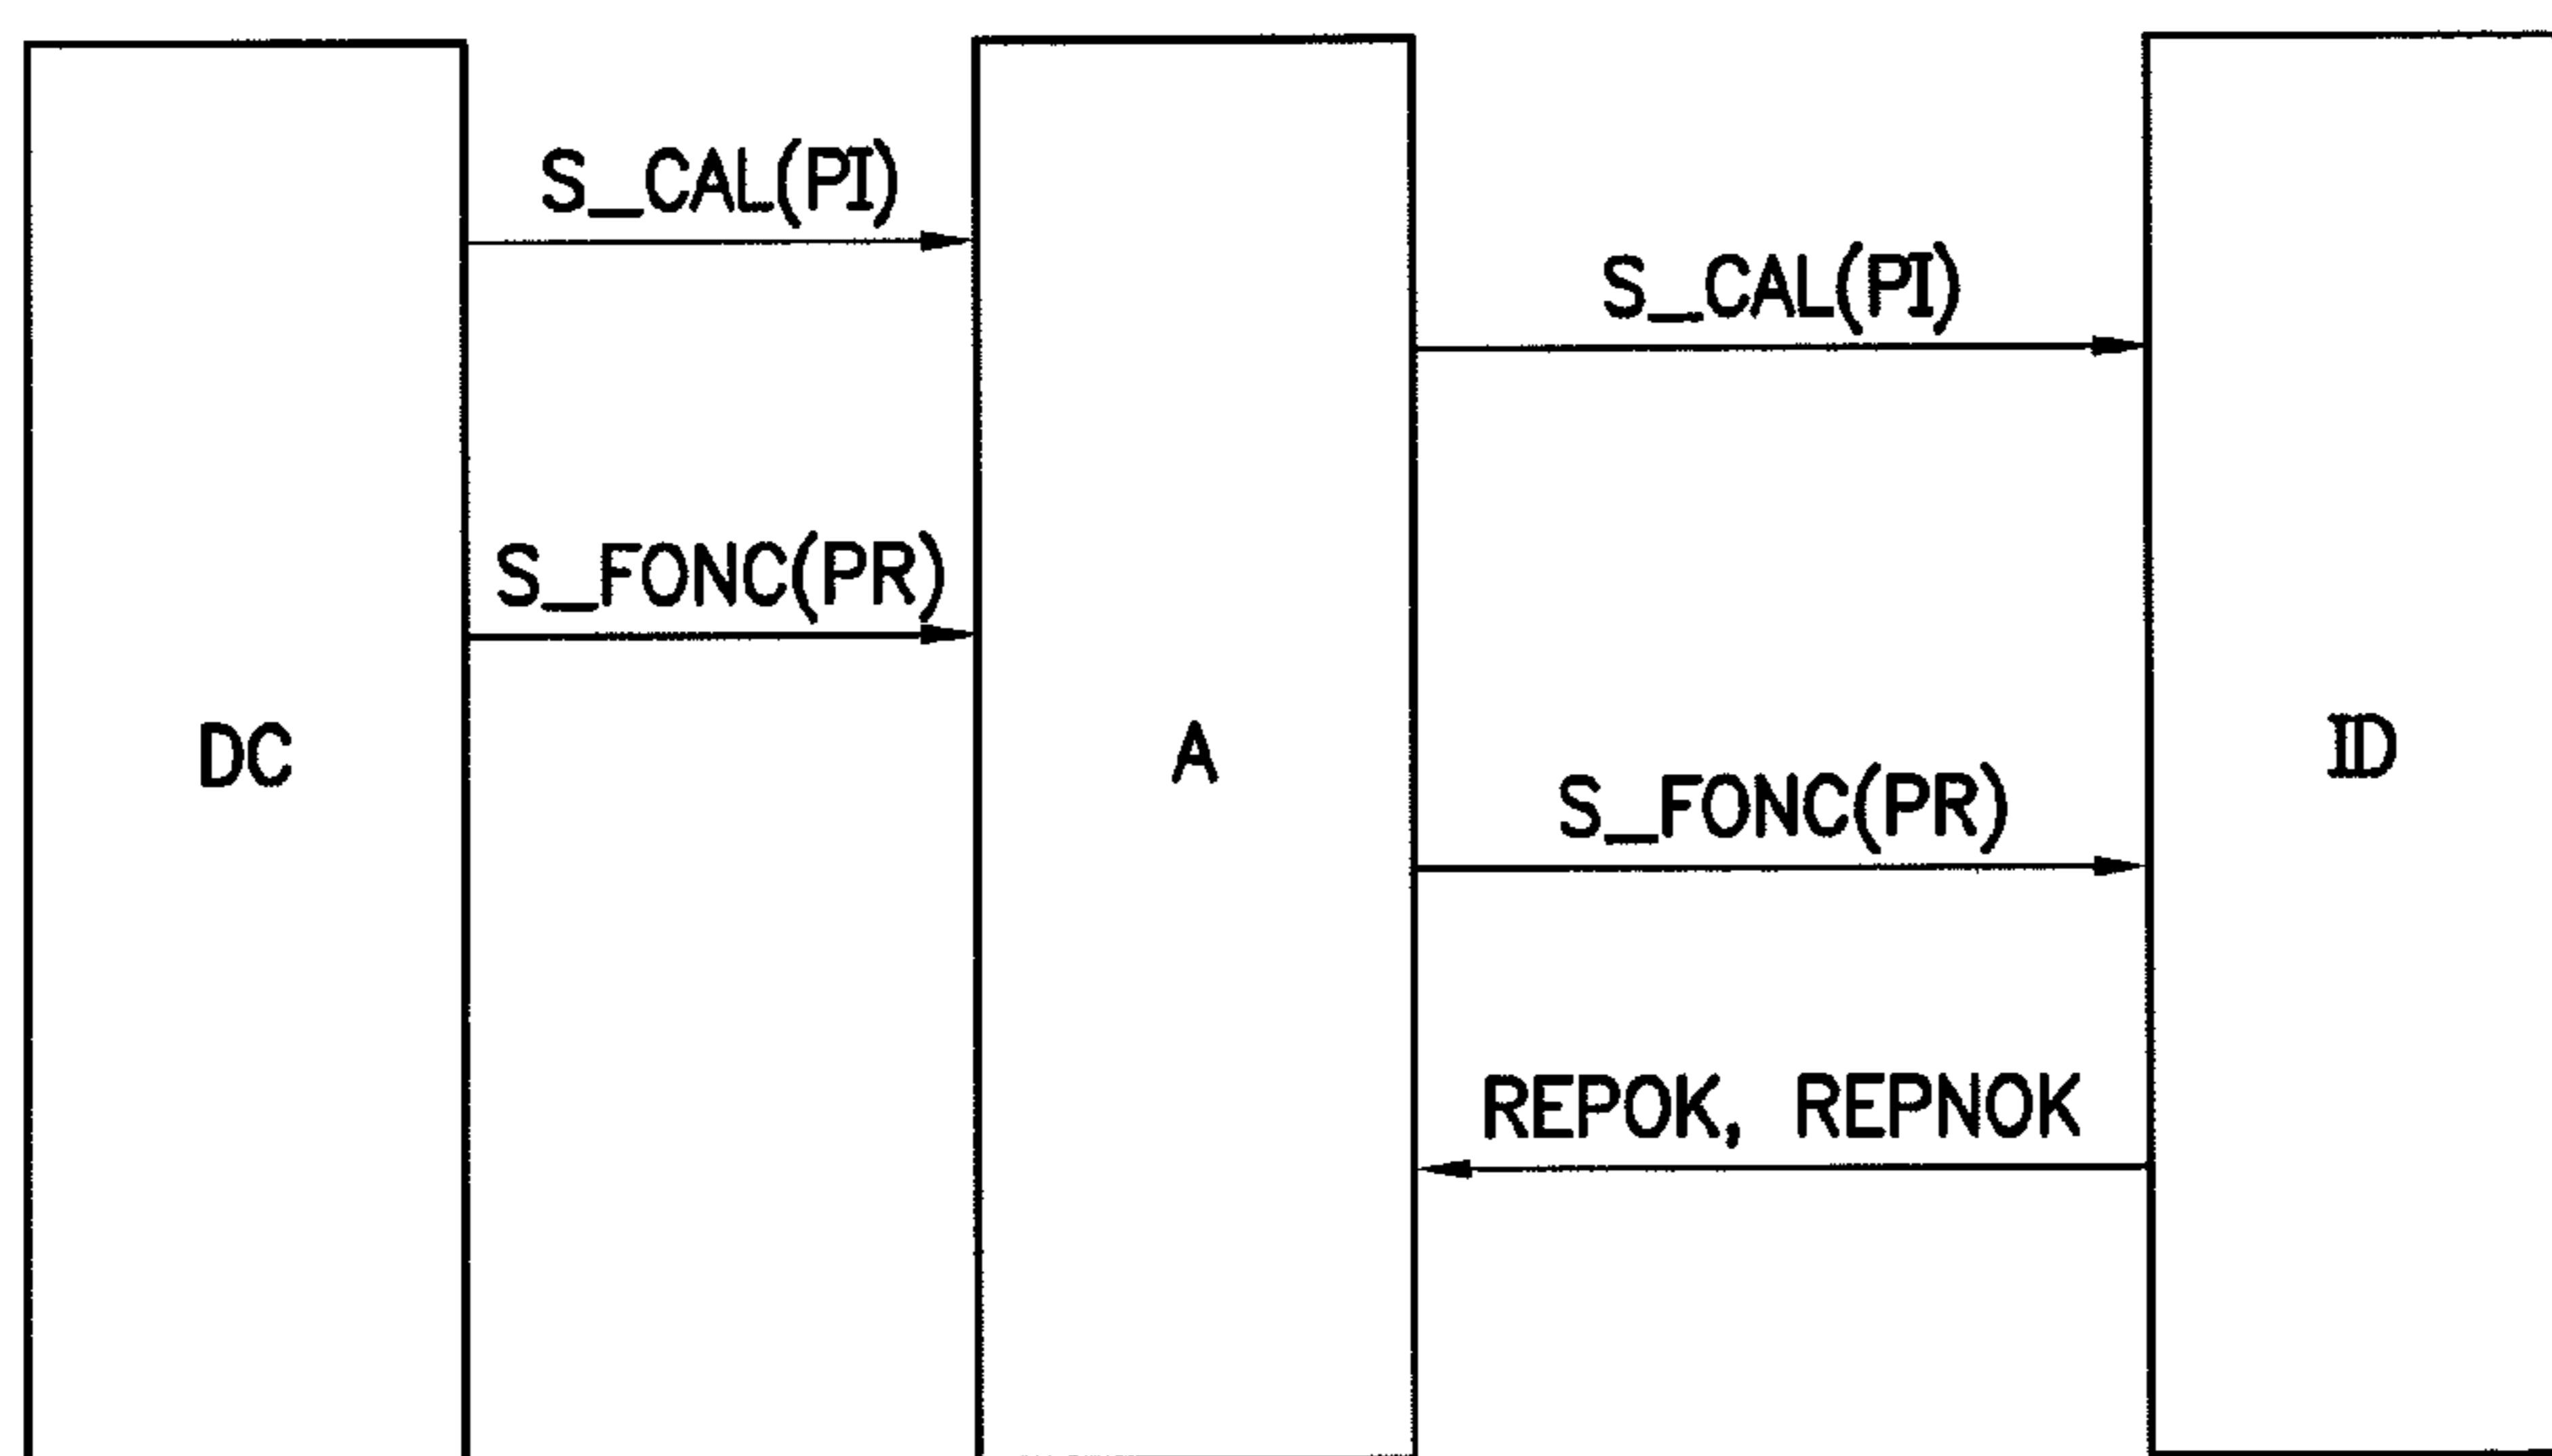 S_CAL(PI)
S_CAL(PI)
S_FONC(PR)
DC
A
ID
S_FONC(PR)
REPOK, REPNOK